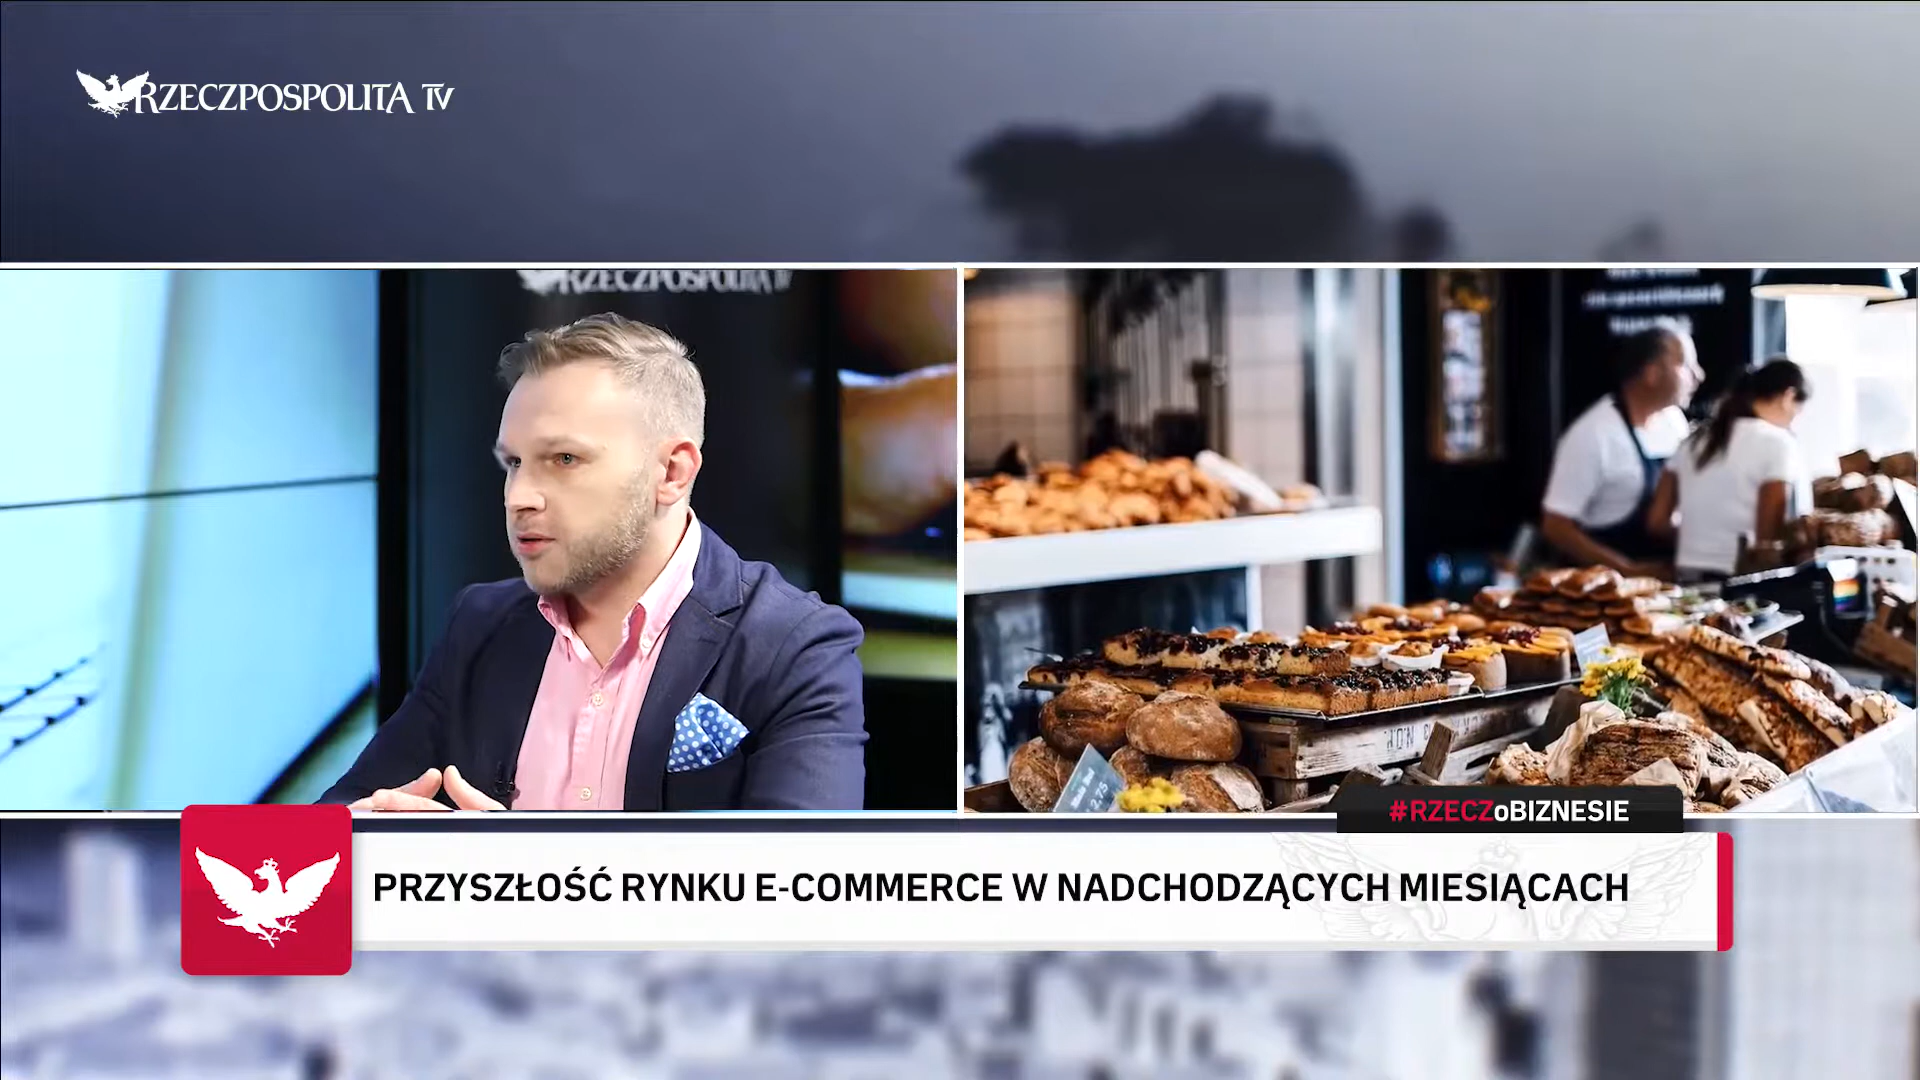 RZECZPOSPOLITA TV
RZECZPOSPOLITA TV
#RZECZoBIZNESIE
PRZYSZŁOŚĆ RYNKU E-COMMERCE W NADCHODZĄCYCH MIESIĄCACH